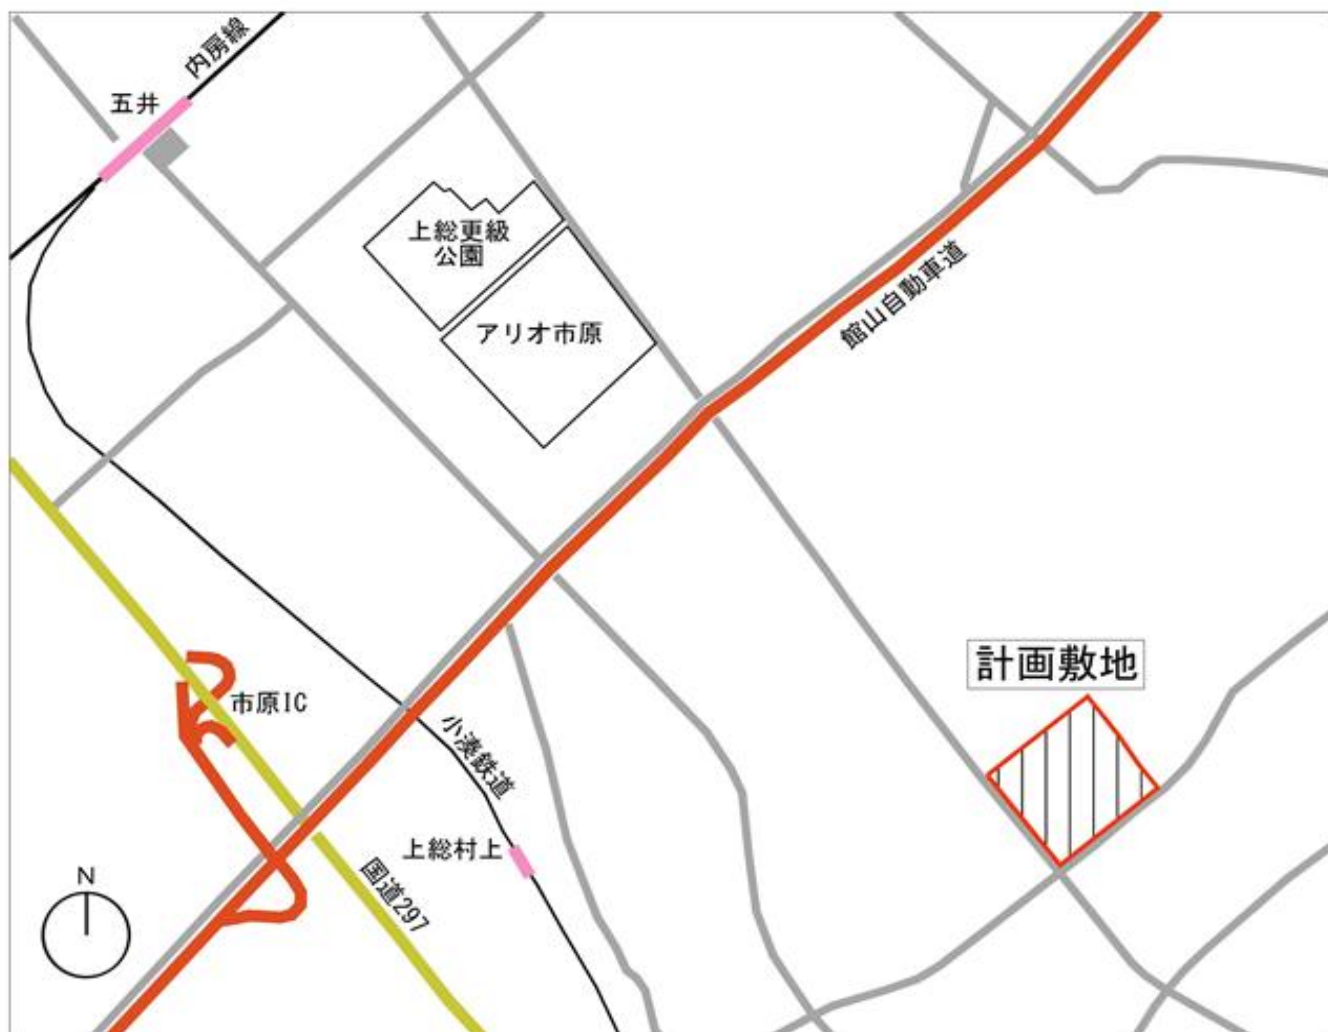 内房線
五井
上総更級
公園
アリオ市原
館山自動車道
計画敷地
市原IC
小湊鉄道
上総村上
国道297
N